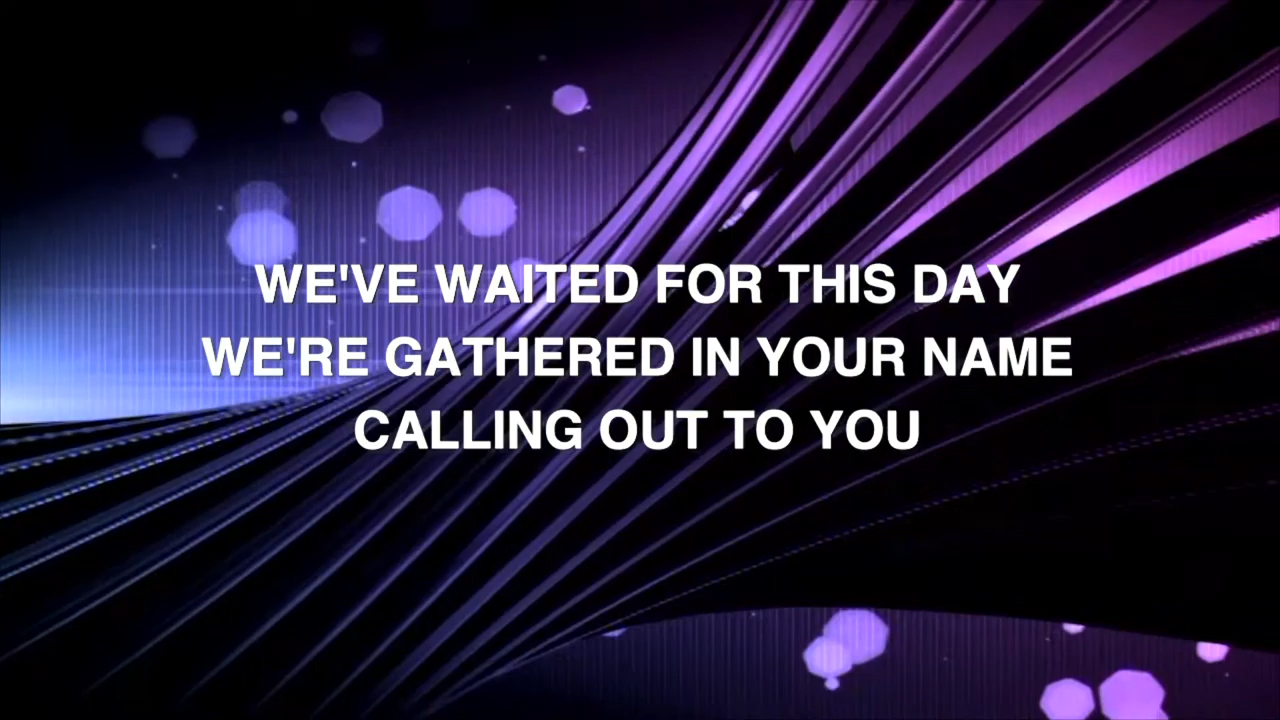 WE'VE WAITED FOR THIS DAY
WE'RE GATHERED IN YOUR NAME
CALLING OUT TO YOU